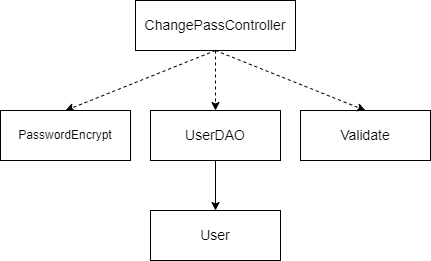 ChangePassController
PasswordEncrypt
UserDAO
Validate
User